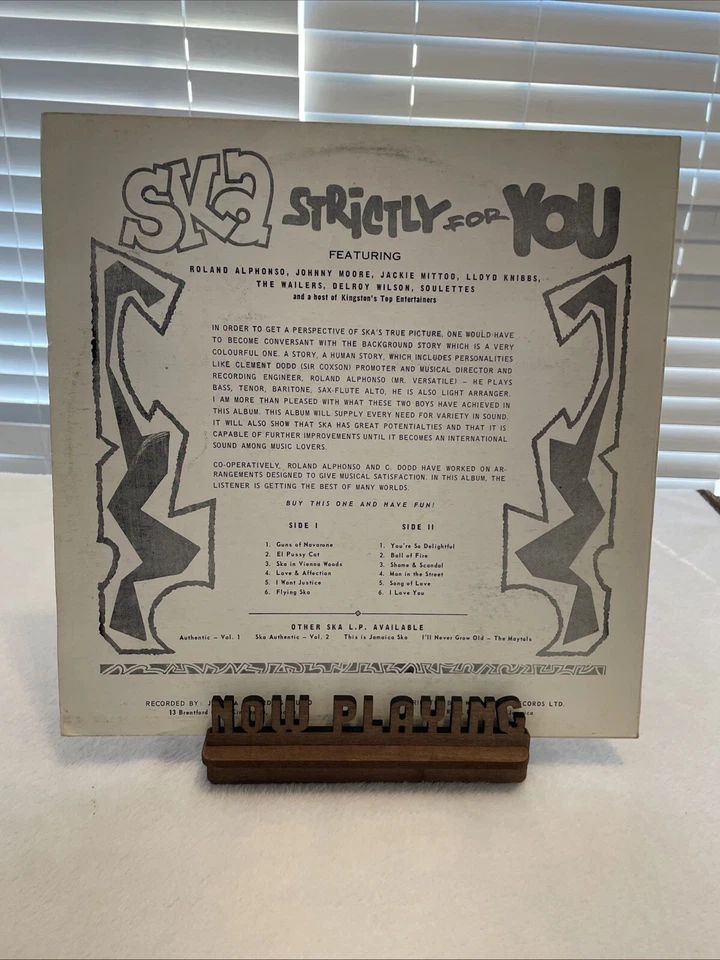 SKa STRiCTLY FOR YOU
FEATURING
ROLAND ALPHONSO, JOHNNY MOORE, JACKIE MITTOO, LLOYD KNIBBS,
THE WAILERS, DELROY WILSON, SOULETTES
and a host of Kingston's Top Entertainers
IN ORDER TO GET A PERSPECTIVE OF SKA'S TRUE PICTURE, ONE WOULD HAVE
TO BECOME CONVERSANT WITH THE BACKGROUND STORY WHICH IS A VERY
COLOURFUL ONE. A STORY, A HUMAN STORY, WHICH INCLUDES PERSONALITIES
LIKE CLEMENT DODD (SIR COXSON) PROMOTER AND MUSICAL DIRECTOR AND
RECORDING ENGINEER, ROLAND ALPHONSO (MR. VERSATILE) – HE PLAYS
BASS, TENOR, BARITONE, SAX-FLUTE ALTO, HE IS ALSO LIGHT ARRANGER.
I AM MORE THAN PLEASED WITH WHAT THESE TWO BOYS HAVE ACHIEVED IN
THIS ALBUM. THIS ALBUM WILL SUPPLY EVERY NEED FOR VARIETY IN SOUND.
IT WILL ALSO SHOW THAT SKA HAS GREAT POTENTIALTIES AND THAT IT IS
CAPABLE OF FURTHER IMPROVEMENTS UNTIL IT BECOMES AN INTERNATIONAL
SOUND AMONG MUSIC LOVERS.
CO-OPERATIVELY, ROLAND ALPHONSO AND C. DODD HAVE WORKED ON AR-
RANGEMENTS DESIGNED TO GIVE MUSICAL SATISFACTION. IN THIS ALBUM, THE
LISTENER IS GETTING THE BEST OF MANY WORLDS.
BUY THIS ONE AND HAVE FUN!
SIDE I
1. Guns of Navarone
2. El Pussy Cat
3. Ska in Vienna Woods
4. Love & Affection
5. I Want Justice
6. Flying Ska
SIDE II
1. You're So Delightful
2. Ball of Fire
3. Shame & Scandal
4. Man in the Street
5. Song of Love
6. I Love You
OTHER SKA L.P. AVAILABLE
Authentic – Vol. 1 Ska Authentic – Vol. 2 This is Jamaica Ska I'll Never Grow Old – The Maytals
RECORDED BY: RECORDS LTD.
13 Brentford
NOW PLAYING